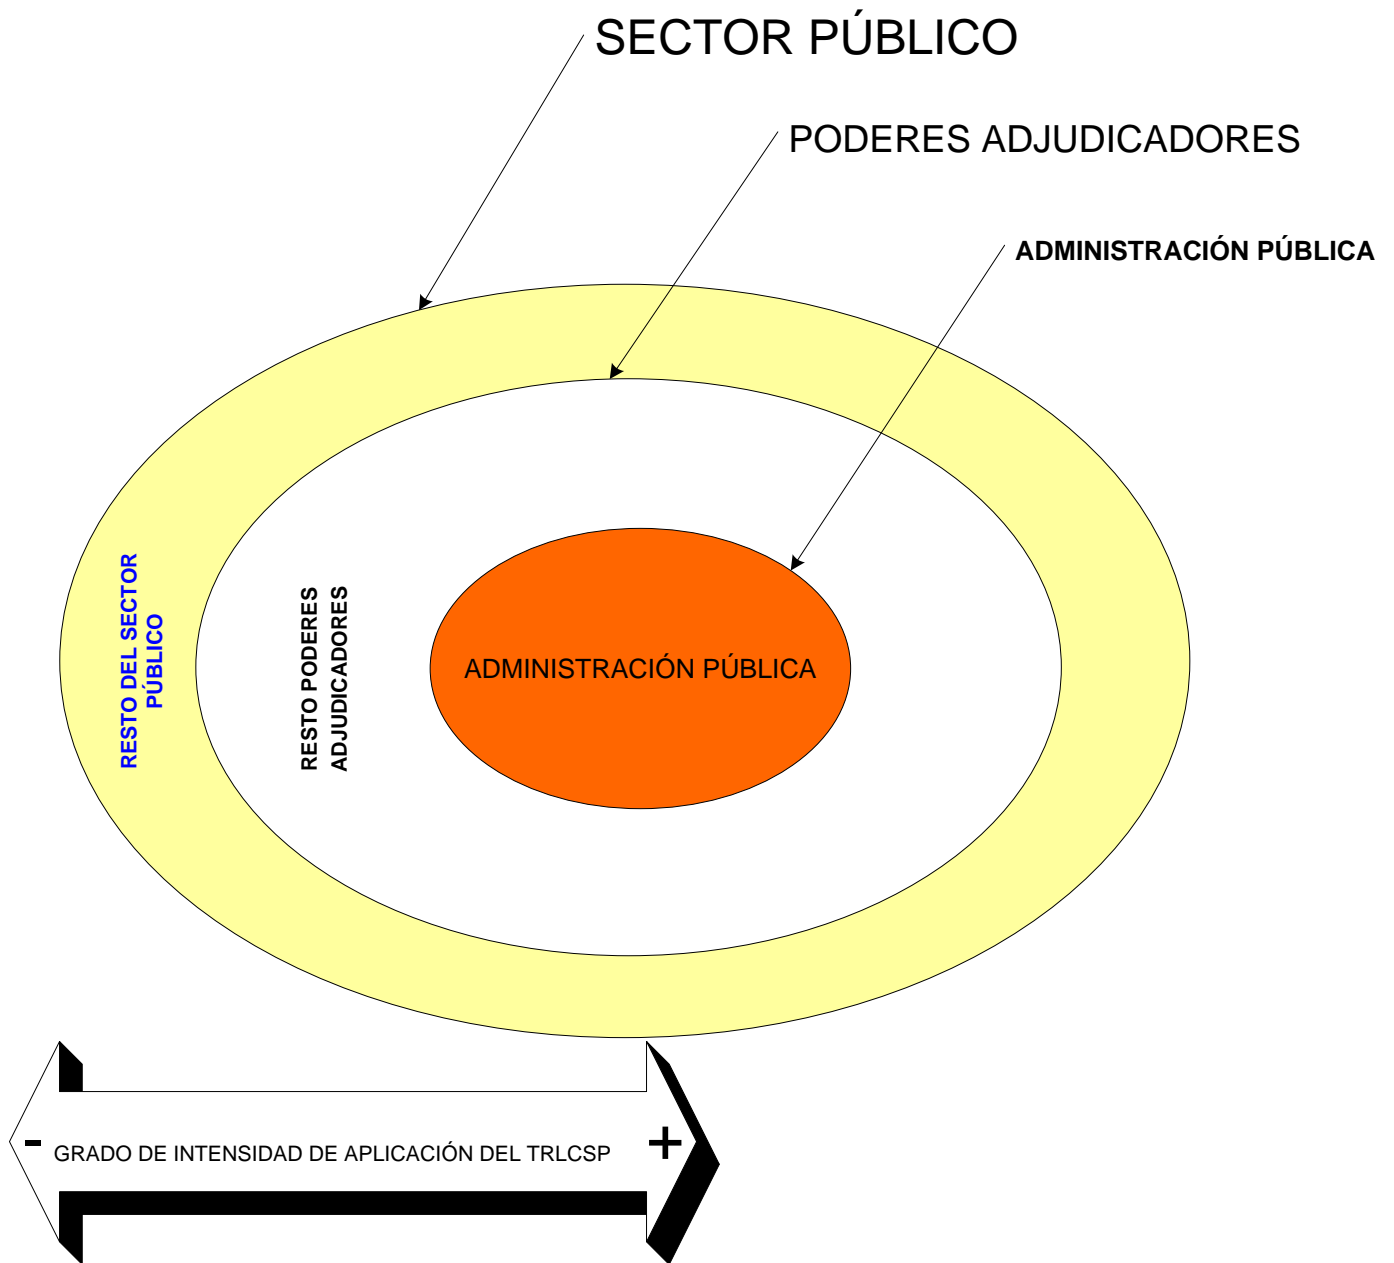 SECTOR PÚBLICO
PODERES ADJUDICADORES
ADMINISTRACIÓN PÚBLICA
RESTO DEL SECTOR
PÚBLICO
RESTO PODERES
ADJUDICADORES
ADMINISTRACIÓN PÚBLICA
- GRADO DE INTENSIDAD DE APLICACIÓN DEL TRLCSP +